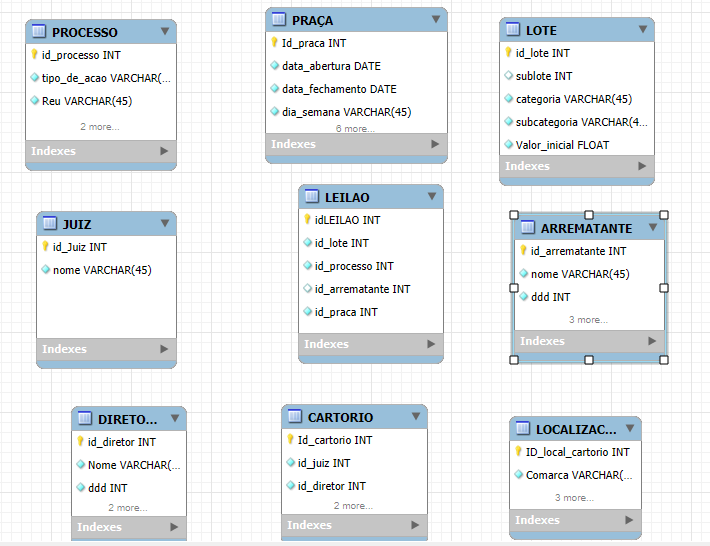 PROCESSO
id_processo INT
tipo_de_acao VARCHAR(...
Reu VARCHAR(45)
2 more...
Indexes
PRAÇA
Id_praca INT
data_abertura DATE
data_fechamento DATE
dia_semana VARCHAR(45)
6 more...
Indexes
LOTE
id_lote INT
sublote INT
categoria VARCHAR(45)
subcategoria VARCHAR(4...
Valor_inicial FLOAT
Indexes
JUIZ
id_Juiz INT
nome VARCHAR(45)
Indexes
LEILAO
idLEILAO INT
id_lote INT
id_processo INT
id_arrematante INT
id_praca INT
Indexes
ARREMATANTE
id_arrematante INT
nome VARCHAR(45)
ddd INT
3 more...
Indexes
DIRETO...
id_diretor INT
Nome VARCHAR(...
ddd INT
2 more...
Indexes
CARTORIO
Id_cartorio INT
id_juiz INT
id_diretor INT
2 more...
Indexes
LOCALIZAC...
ID_local_cartorio INT
Comarca VARCHAR(...
3 more...
Indexes